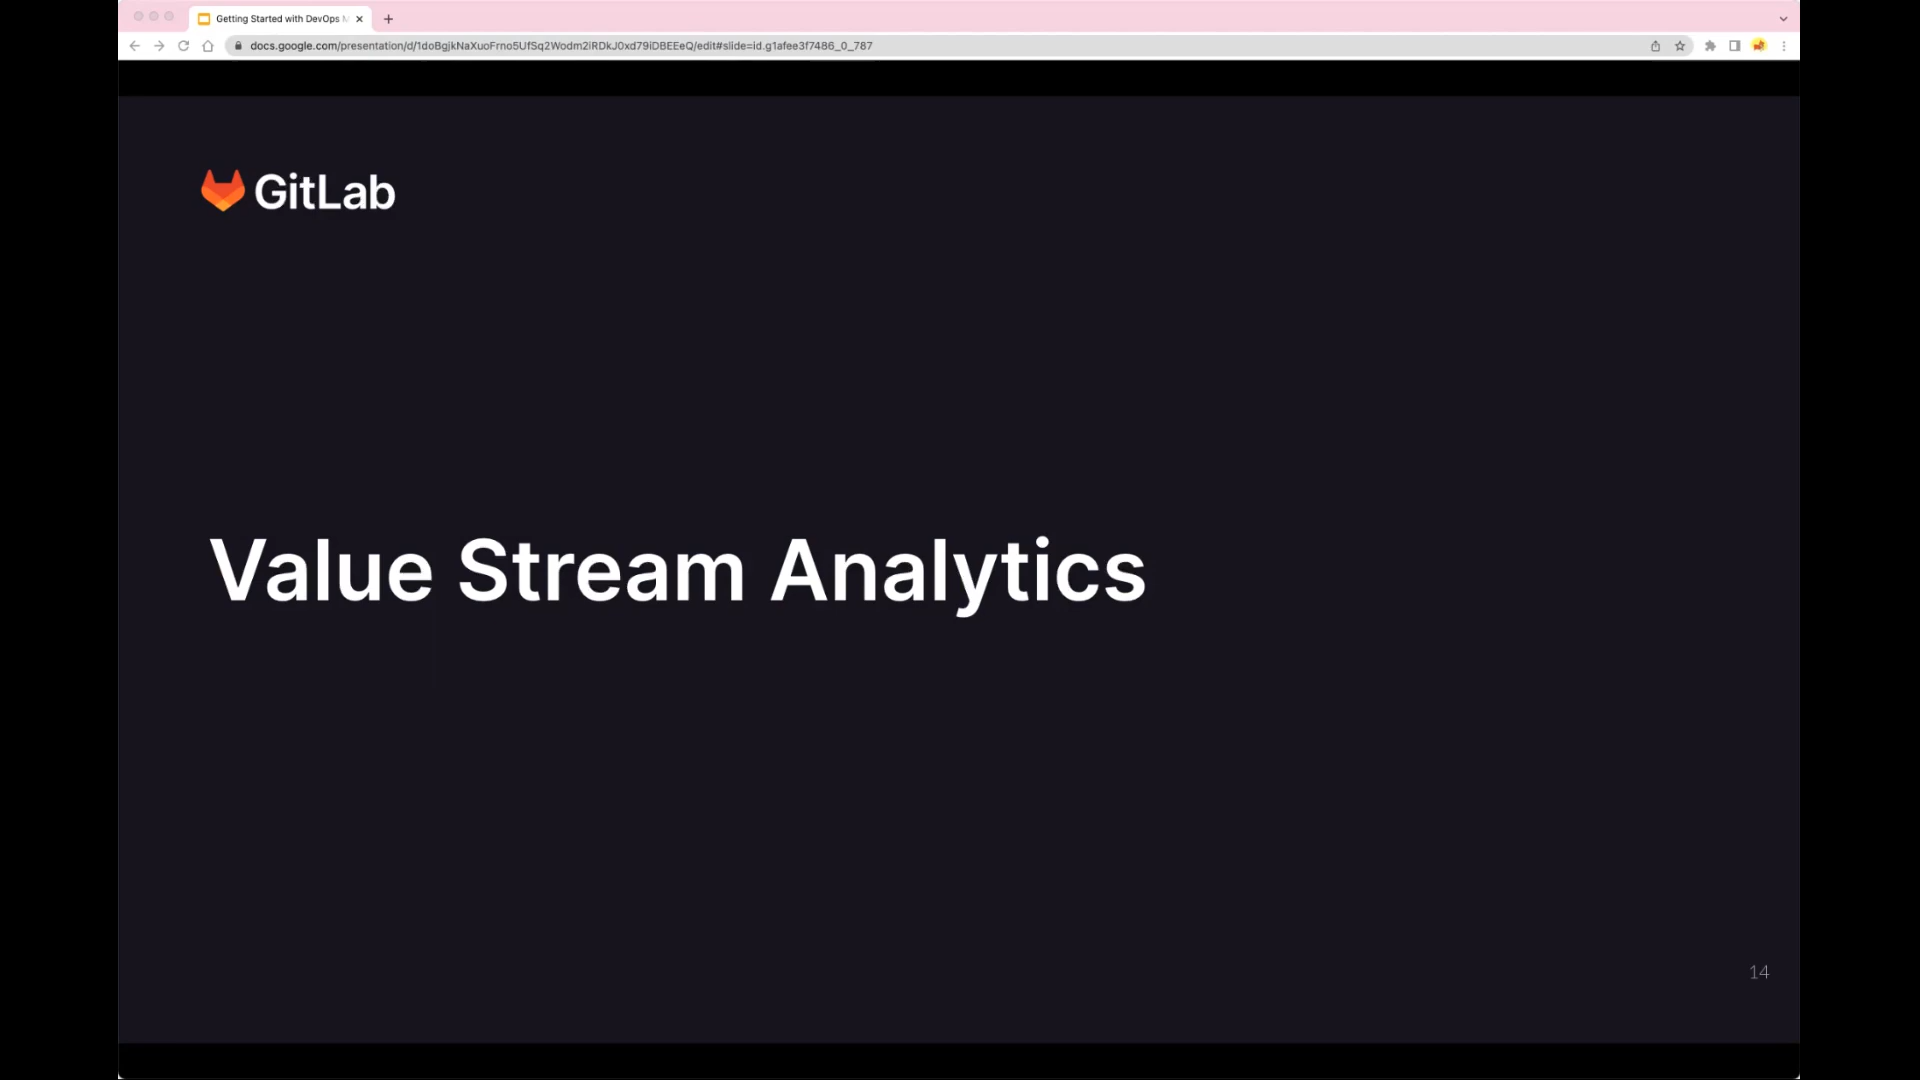 Getting Started with DevOps M
docs.google.com/presentation/d/1doBgjkNaXuoFrno5UfSq2Wodm2iRDkJ0xd79iDBEEeQ/edit#slide=id.g1afee3f7486_0_787
GitLab
Value Stream Analytics
14